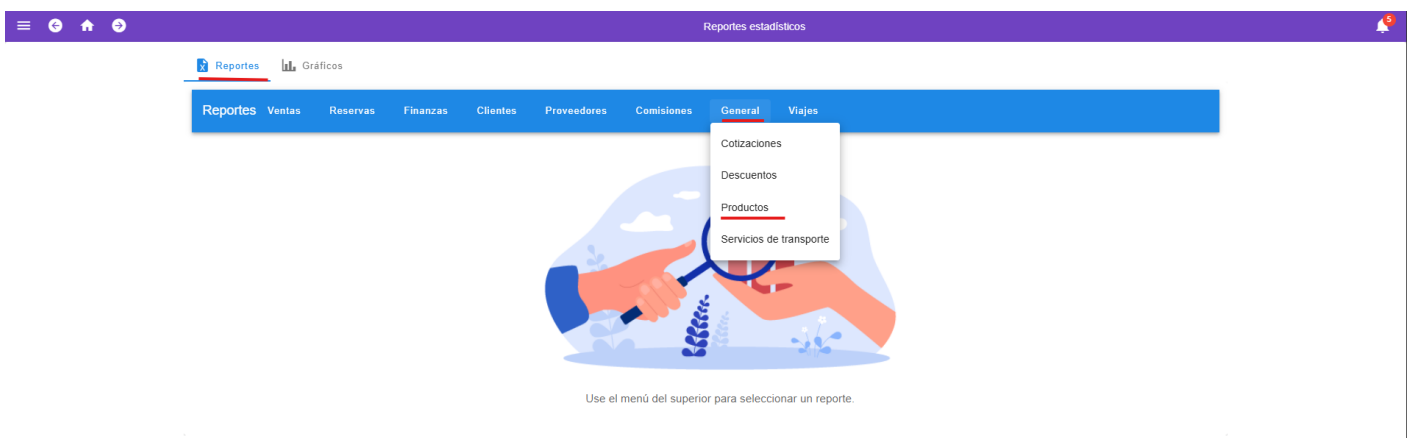 Reportes estadísticos
5
Reportes Gráficos
Reportes Ventas Reservas Finanzas Clientes Proveedores Comisiones General Viajes
Cotizaciones
Descuentos
Productos
Servicios de transporte
Use el menú del superior para seleccionar un reporte.